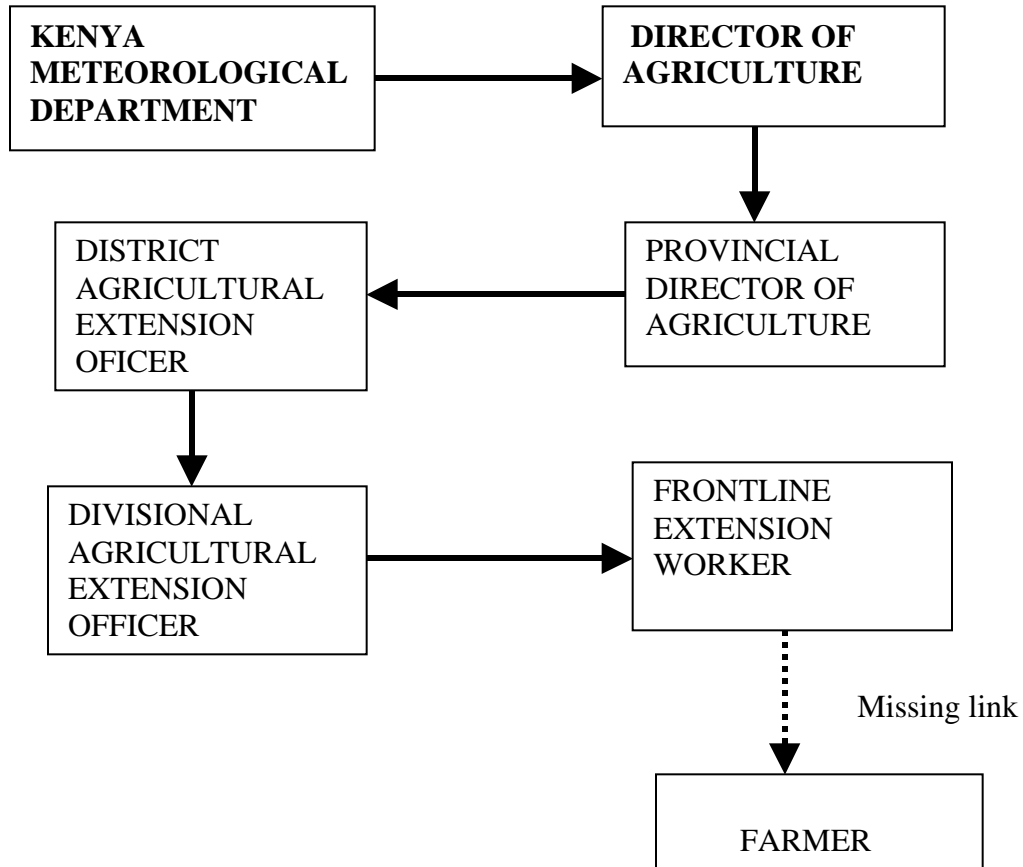 KENYA
METEOROLOGICAL
DEPARTMENT
DIRECTOR OF
AGRICULTURE
PROVINCIAL
DIRECTOR OF
AGRICULTURE
DISTRICT
AGRICULTURAL
EXTENSION
OFICER
DIVISIONAL
AGRICULTURAL
EXTENSION
OFFICER
FRONTLINE
EXTENSION
WORKER
Missing link
FARMER